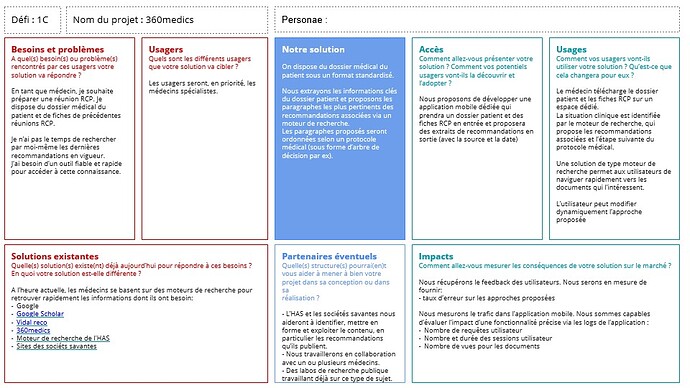 Défi : 1C
Nom du projet : 360medics
Personae :
Besoins et problèmes
A quel(s) besoin(s) ou problème(s)
rencontrés par ces usagers votre
solution va répondre ?
En tant que médecin, je souhaite
préparer une réunion RCP. Je
dispose du dossier médical du
patient et de fiches de précédentes
réunions RCP.
Je n'ai pas le temps de rechercher
par moi-même les dernières
recommandations en vigueur.
J'ai besoin d'un outil fiable et rapide
pour accéder à cette connaissance.
Usagers
Quels sont les différents usagers
que votre solution va cibler ?
Les usagers seront, en priorité, les
médecins spécialistes.
Notre solution
On dispose du dossier médical du
patient sous un format standardisé.
Nous extrayons les informations clés
du dossier patient et proposons les
paragraphes les plus pertinents des
recommandations associées via un
moteur de recherche.
Les paragraphes proposés seront
ordonnées selon un protocole
médical (sous forme d'arbre de
décision par ex).
Accès
Comment allez-vous présenter votre
solution ? Comment vos potentiels
usagers vont-ils la découvrir et
l'adopter ?
Nous proposons de développer une
application mobile dédiée qui
prendra un dossier patient et des
fiches RCP en entrée et proposera
des extraits de recommandations en
sortie (avec la source et la date)
Usages
Comment vos usagers vont-ils
utiliser votre solution ? Qu'est-ce que
cela changera pour eux ?
Le médecin télécharge le dossier
patient et les fiches RCP sur un
espace dédié.
La situation clinique est identifiée
par le moteur de recherche, qui
propose les recommandations
associées et l'étape suivante du
protocole médical.
Une solution de type moteur de
recherche permet aux utilisateurs de
naviguer rapidement vers les
documents qui l'intéressent.
L'utilisateur peut modifier
dynamiquement l'approche
proposée
Solutions existantes
Quelle(s) solution(s) existe(nt) déjà aujourd'hui pour répondre à ces besoins ?
En quoi votre solution est-elle différente ?
A l'heure actuelle, les médecins se basent sur des moteurs de recherche pour
retrouver rapidement les informations dont ils ont besoin:
- Google
- Google Scholar
- Vidal reco
- 360medics
- Moteur de recherche de l'HAS
- Sites des sociéts savantes
Partenaires éventuels
Quelle(s) structure(s) pourrai(en)t
vous aider à mener à bien votre
projet dans sa conception ou dans
sa
réalisation ?
- L'HAS et les sociétés savantes nous
aideront à identifier, mettre en
forme et exploiter le contenu, en
particulier les recommandations
qu'ils publient.
- Nous travaillerons en collaboration
avec un ou plusieurs médecins.
- Des labos de recherche publique
travaillant déjà sur ce type de sujet.
Impacts
Comment allez-vous mesurer les conséquences de votre solution sur le marché ?
Nous récupérons le feedback des utilisateurs. Nous serons en mesure de
fournir:
- taux d'erreur sur les approches proposées
Nous mesurons le trafic dans l'application mobile. Nous sommes capables
d'évaluer l'impact d'une fonctionnalité précise via les logs de l'application :
- Nombre de requêtes utilisateur
- Nombre et durée des sessions utilisateur
- Nombre de vues pour les documents